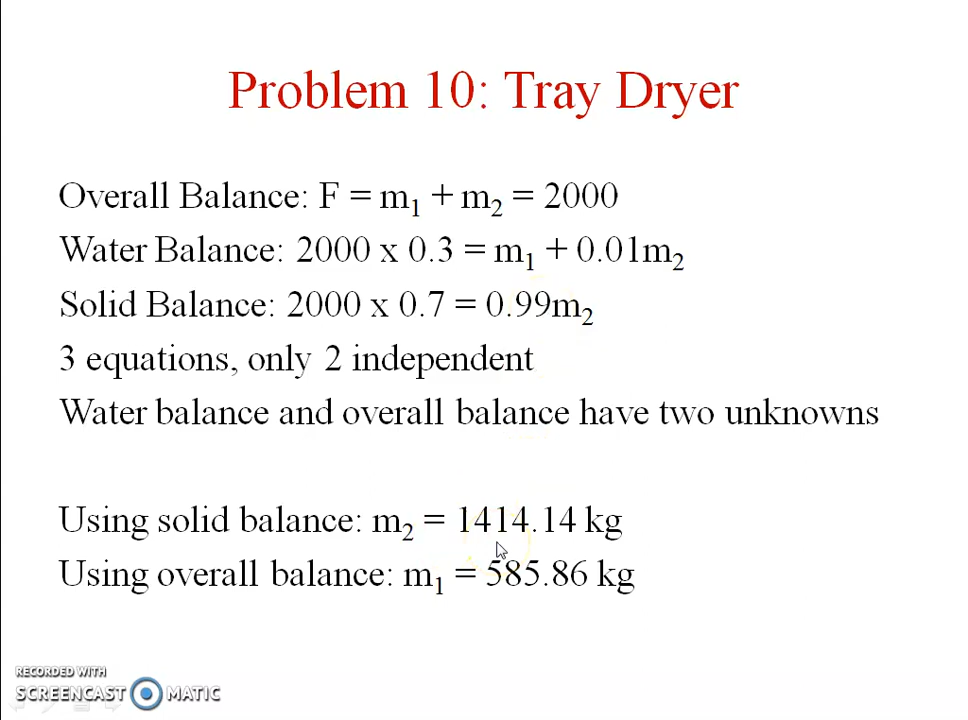 Problem 10: Tray Dryer
Overall Balance: F = m₁ + m₂ = 2000
Water Balance: 2000 x 0.3 = m₁ + 0.01m₂
Solid Balance: 2000 x 0.7 = 0.99m₂
3 equations, only 2 independent
Water balance and overall balance have two unknowns
Using solid balance: m₂ = 1414.14 kg
Using overall balance: m₁ = 585.86 kg
RECORDED WITH
SCREENCAST MATIC